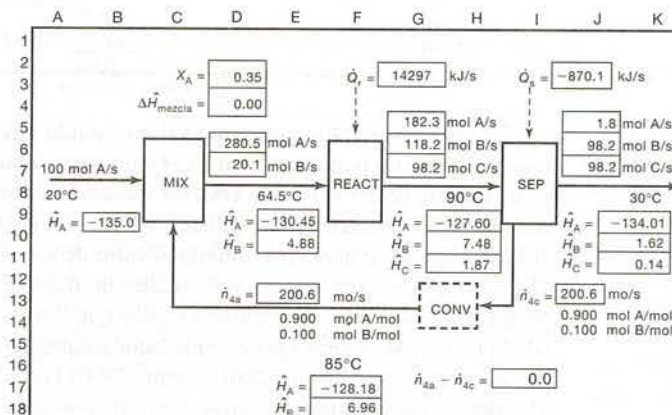 A B C D E F G H I J K
1
2
3 X_A = 0.35 Q̇_r = 14297 kJ/s Q̇_s = -870.1 kJ/s
4 ΔĤ_mezcla = 0.00
5 182.3 mol A/s 1.8 mol A/s
6 280.5 mol A/s 118.2 mol B/s 98.2 mol B/s
7 100 mol A/s MIX 20.1 mol B/s REACT 98.2 mol C/s SEP 98.2 mol C/s
8 20°C 64.5°C 90°C 30°C
9 Ĥ_A = -135.0 Ĥ_A = -130.45 Ĥ_A = -127.60 Ĥ_A = -134.01
10 Ĥ_B = 4.88 Ĥ_B = 7.48 Ĥ_B = 1.62
11 Ĥ_C = 1.87 Ĥ_C = 0.14
12
13 ṅ_4a = 200.6 mo/s CONV ṅ_4c = 200.6 mo/s
14 0.900 mol A/mol 0.900 mol A/mol
15 0.100 mol B/mol 0.100 mol B/mol
16 85°C ṅ_4a - ṅ_4c = 0.0
17 Ĥ_A = -128.18
18 Ĥ_B = 6.96